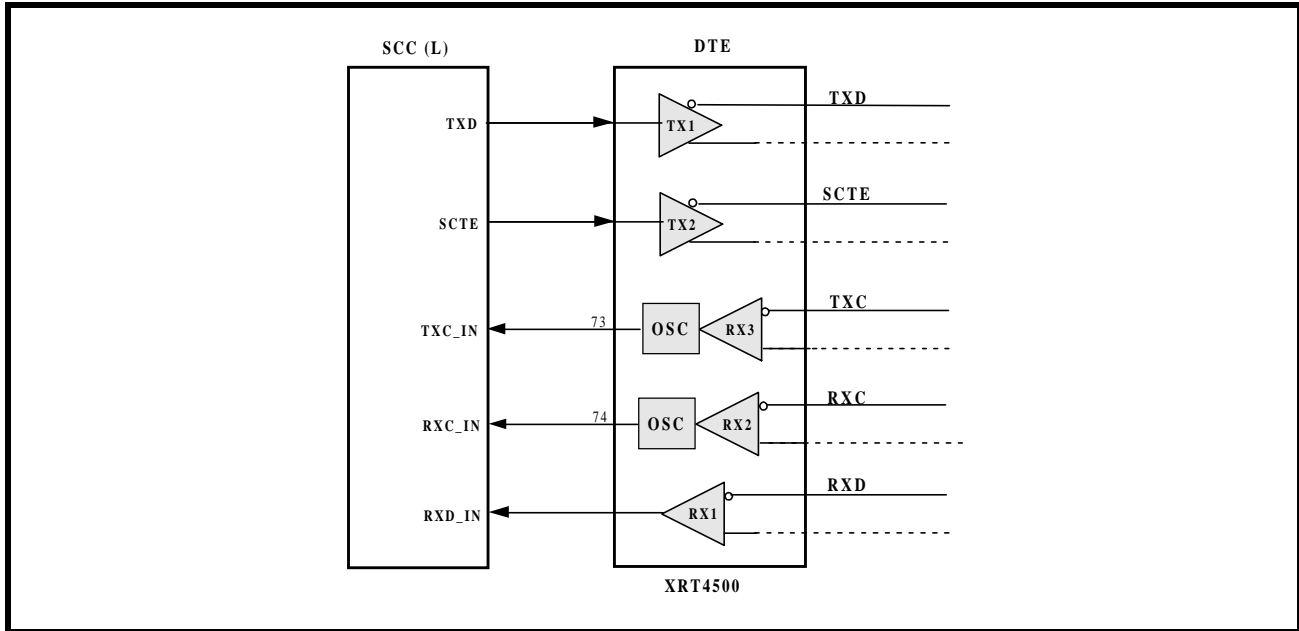 SCC (L)
DTE
TXD
TX1
TXD
SCTE
TX2
SCTE
TXC_IN
73
OSC
RX3
TXC
RXC_IN
74
OSC
RX2
RXC
RXD_IN
RX1
RXD
XRT4500